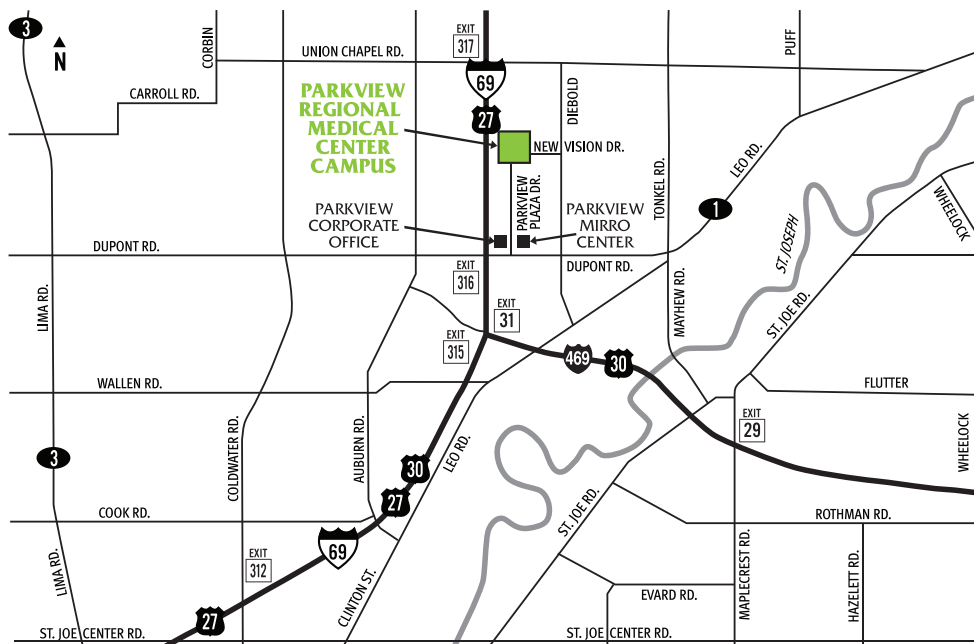 3
N
CORBIN
UNION CHAPEL RD.
EXIT
317
PUFF
CARROLL RD.
69
27
DIEBOLD
PARKVIEW
REGIONAL
MEDICAL
CENTER
CAMPUS
NEW VISION DR.
LEO RD.
TONKEL RD.
WHEELOCK
1
PARKVIEW
CORPORATE
OFFICE
PARKVIEW
PLAZA DR.
PARKVIEW
MIRRO
CENTER
ST. JOSEPH
DUPONT RD.
DUPONT RD.
EXIT
316
LIMA RD.
MAYHEW RD.
ST. JOE RD.
EXIT
31
EXIT
315
469
30
WALLEN RD.
FLUTTER
COLDWATER RD.
AUBURN RD.
LEO RD.
EXIT
29
WHEELOCK
3
30
27
ST. JOE RD.
COOK RD.
ROTHMAN RD.
69
EXIT
312
LIMA RD.
CLINTON ST.
MAPLECREST RD.
HAZELETT RD.
EVARD RD.
27
ST. JOE CENTER RD.
ST. JOE CENTER RD.